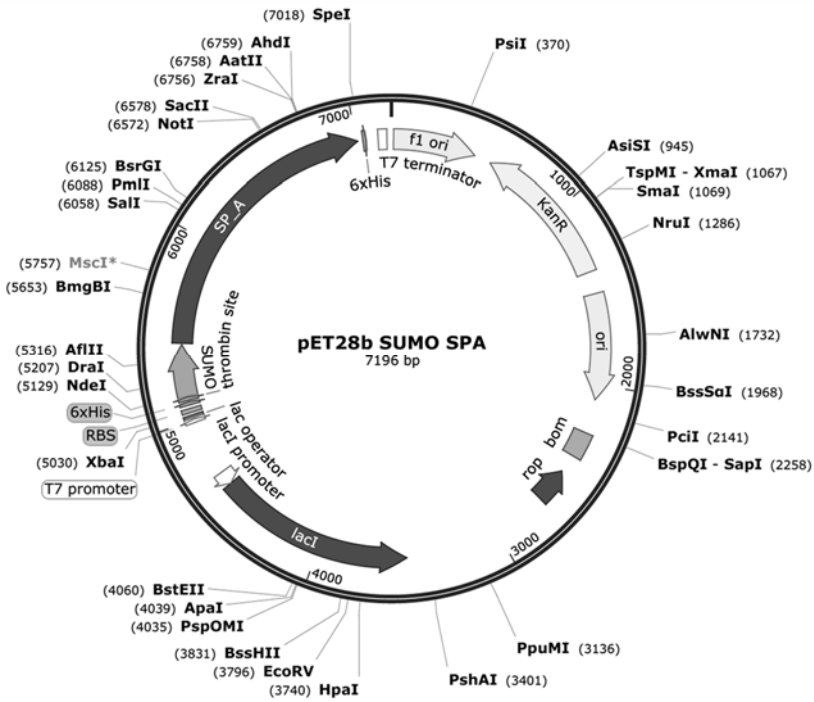 (7018) SpeI
(6759) AhdI
(6758) AatII
(6756) ZraI
(6578) SacII
(6572) NotI
(6125) BsrGI
(6088) PmlI
(6058) SalI
(5757) MscI*
(5653) BmgBI
(5316) AflII
(5207) DraI
(5129) NdeI
6xHis
RBS
(5030) XbaI
T7 promoter
(4060) BstEII
(4039) ApaI
(4035) PspOMI
(3831) BssHII
(3796) EcoRV
(3740) HpaI
PsiI (370)
AsiSI (945)
TspMI - XmaI (1067)
SmaI (1069)
NruI (1286)
AlwNI (1732)
BssSαI (1968)
PciI (2141)
BspQI - SapI (2258)
PpuMI (3136)
PshAI (3401)
7000
1000
2000
3000
4000
5000
6000
f1 ori
T7 terminator
6xHis
KanR
ori
bom
rop
lacI
lacI promoter
lac operator
thrombin site
SUMO
SP_A
pET28b SUMO SPA
7196 bp